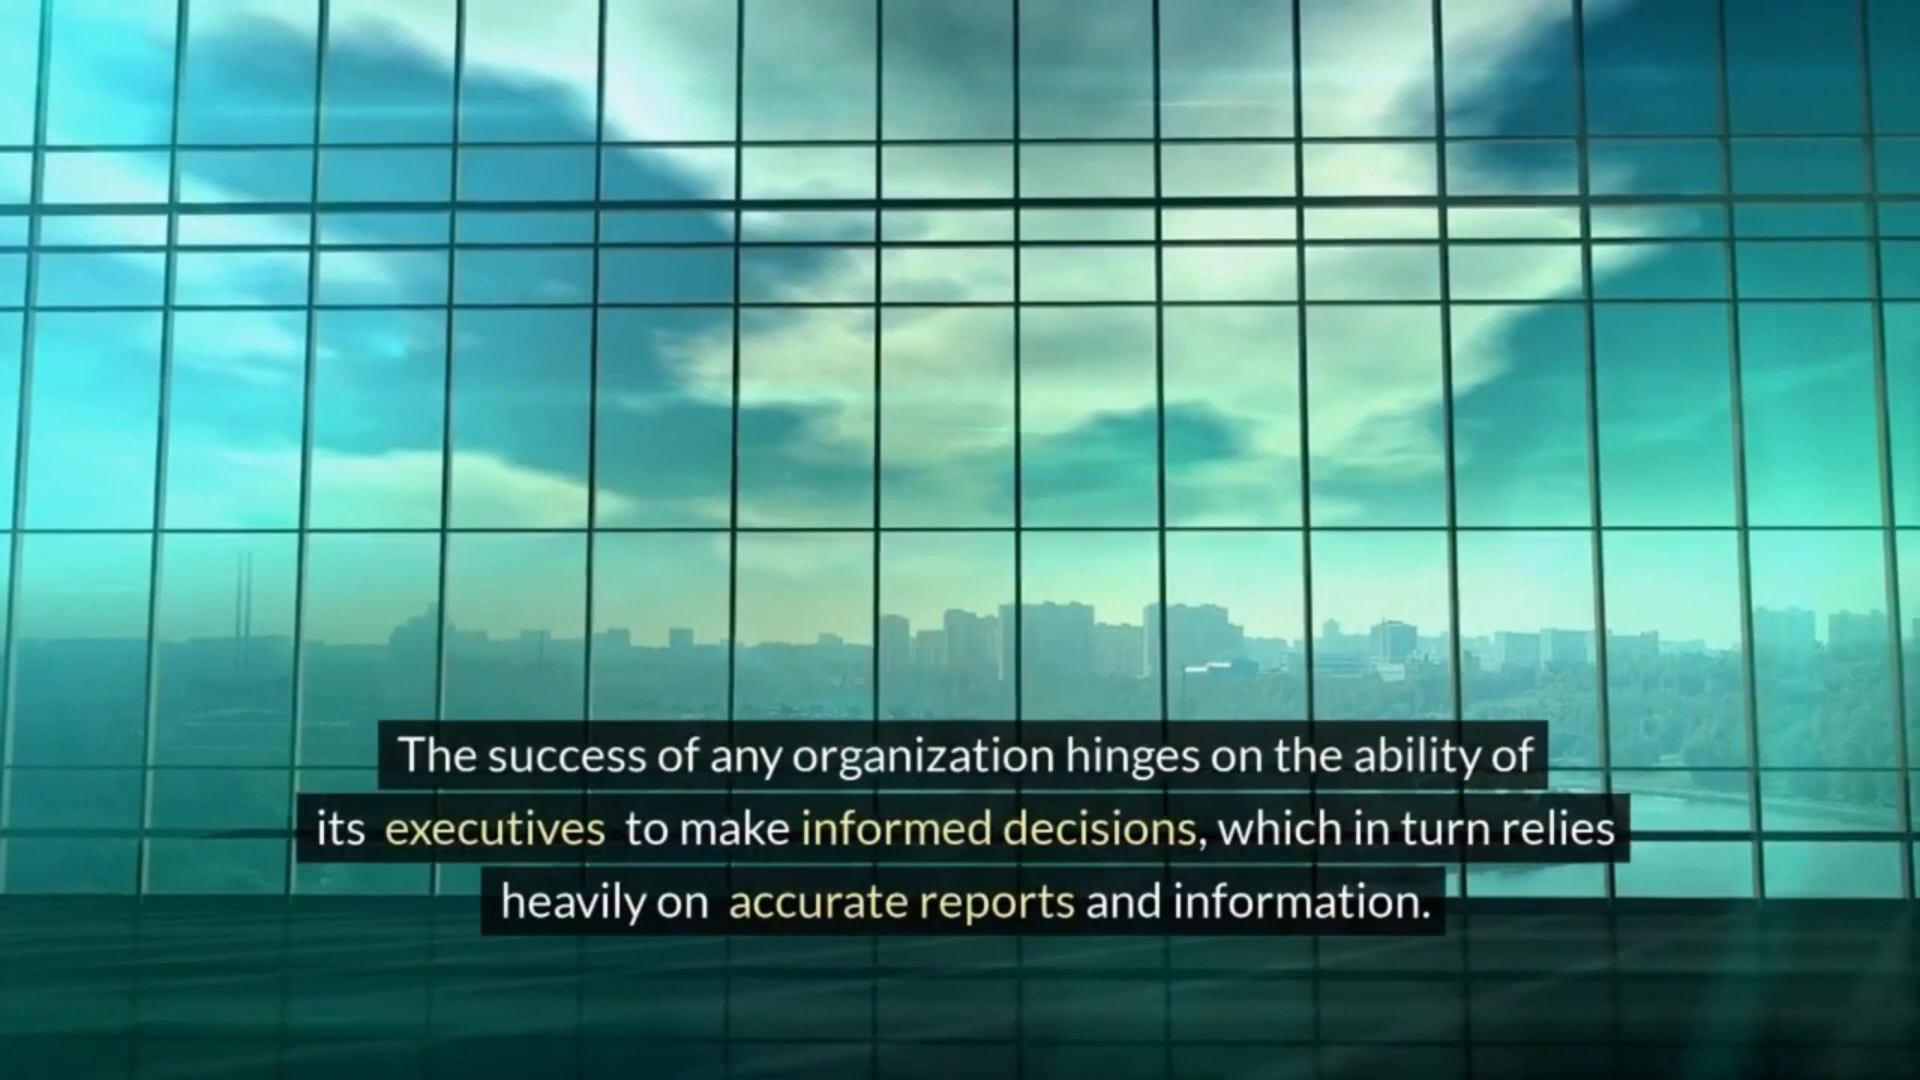 The success of any organization hinges on the ability of
its executives to make informed decisions, which in turn relies
heavily on accurate reports and information.